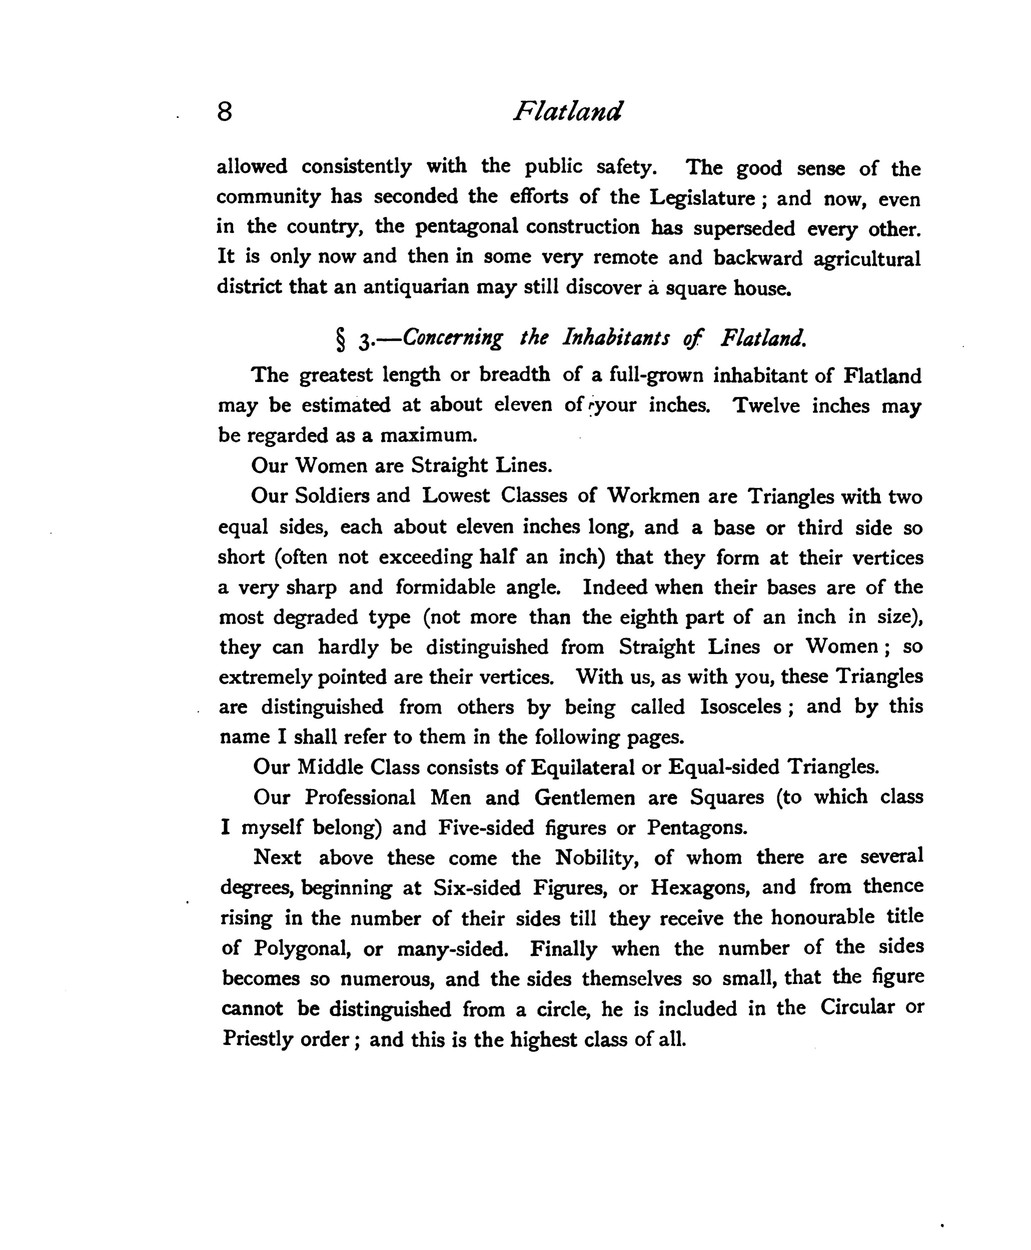 8 Flatland
allowed consistently with the public safety. The good sense of the
community has seconded the efforts of the Legislature ; and now, even
in the country, the pentagonal construction has superseded every other.
It is only now and then in some very remote and backward agricultural
district that an antiquarian may still discover a square house.
§ 3.—Concerning the Inhabitants of Flatland.
The greatest length or breadth of a full-grown inhabitant of Flatland
may be estimated at about eleven of your inches. Twelve inches may
be regarded as a maximum.
Our Women are Straight Lines.
Our Soldiers and Lowest Classes of Workmen are Triangles with two
equal sides, each about eleven inches long, and a base or third side so
short (often not exceeding half an inch) that they form at their vertices
a very sharp and formidable angle. Indeed when their bases are of the
most degraded type (not more than the eighth part of an inch in size),
they can hardly be distinguished from Straight Lines or Women ; so
extremely pointed are their vertices. With us, as with you, these Triangles
are distinguished from others by being called Isosceles ; and by this
name I shall refer to them in the following pages.
Our Middle Class consists of Equilateral or Equal-sided Triangles.
Our Professional Men and Gentlemen are Squares (to which class
I myself belong) and Five-sided figures or Pentagons.
Next above these come the Nobility, of whom there are several
degrees, beginning at Six-sided Figures, or Hexagons, and from thence
rising in the number of their sides till they receive the honourable title
of Polygonal, or many-sided. Finally when the number of the sides
becomes so numerous, and the sides themselves so small, that the figure
cannot be distinguished from a circle, he is included in the Circular or
Priestly order ; and this is the highest class of all.